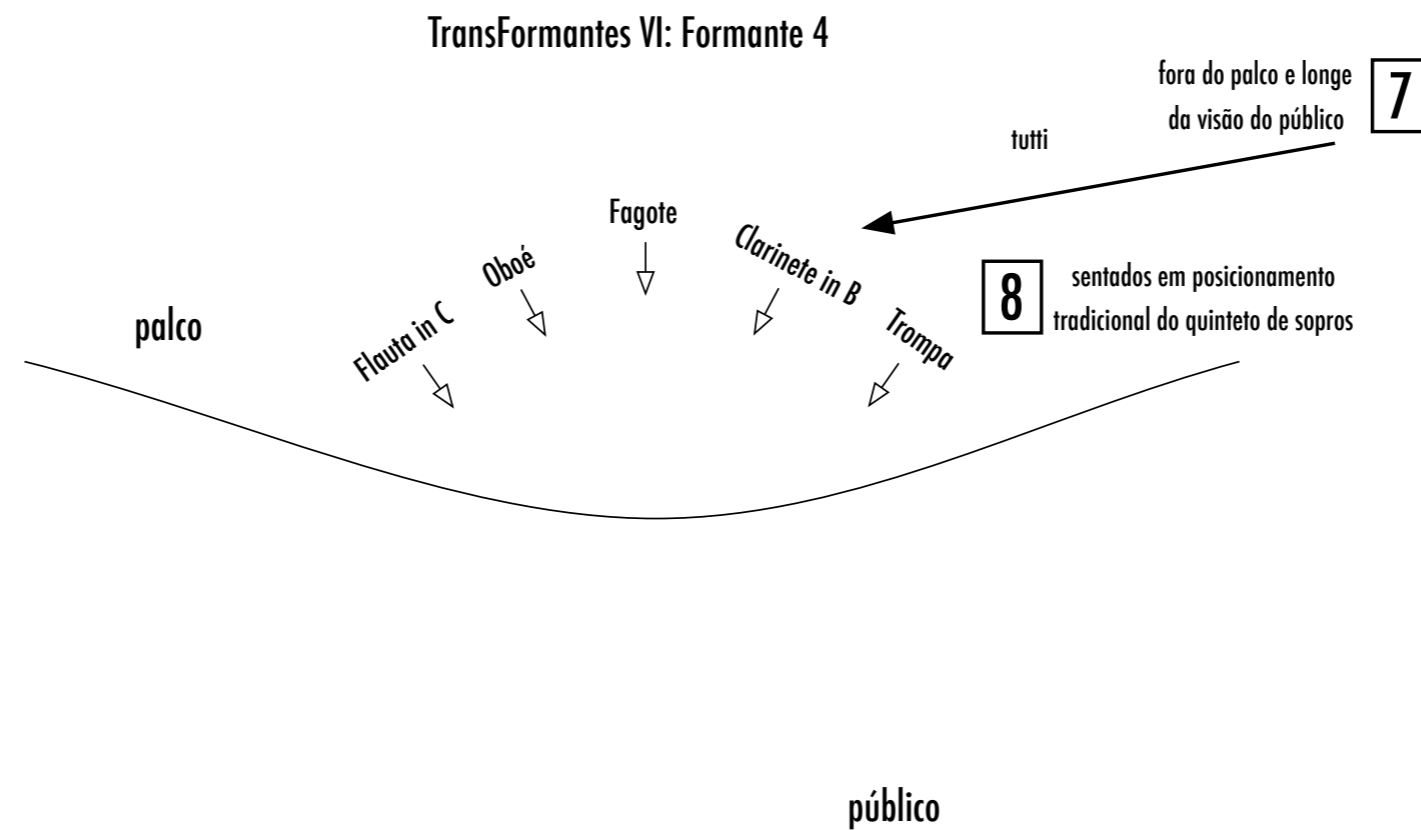 TransFormantes VI: Formante 4
fora do palco e longe
da visão do público
7
tutti
Fagote
Oboé
Clarinete in B
Flauta in C
Trompa
palco
8
sentados em posicionamento
tradicional do quinteto de sopros
público